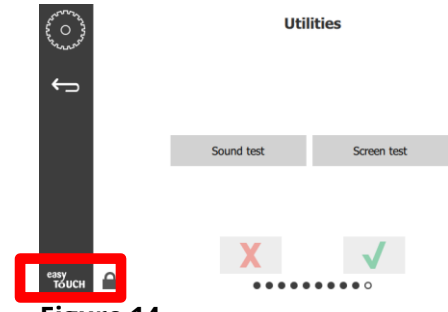 Utilities
Sound test
Screen test
easy
TOUCH
Figure 14